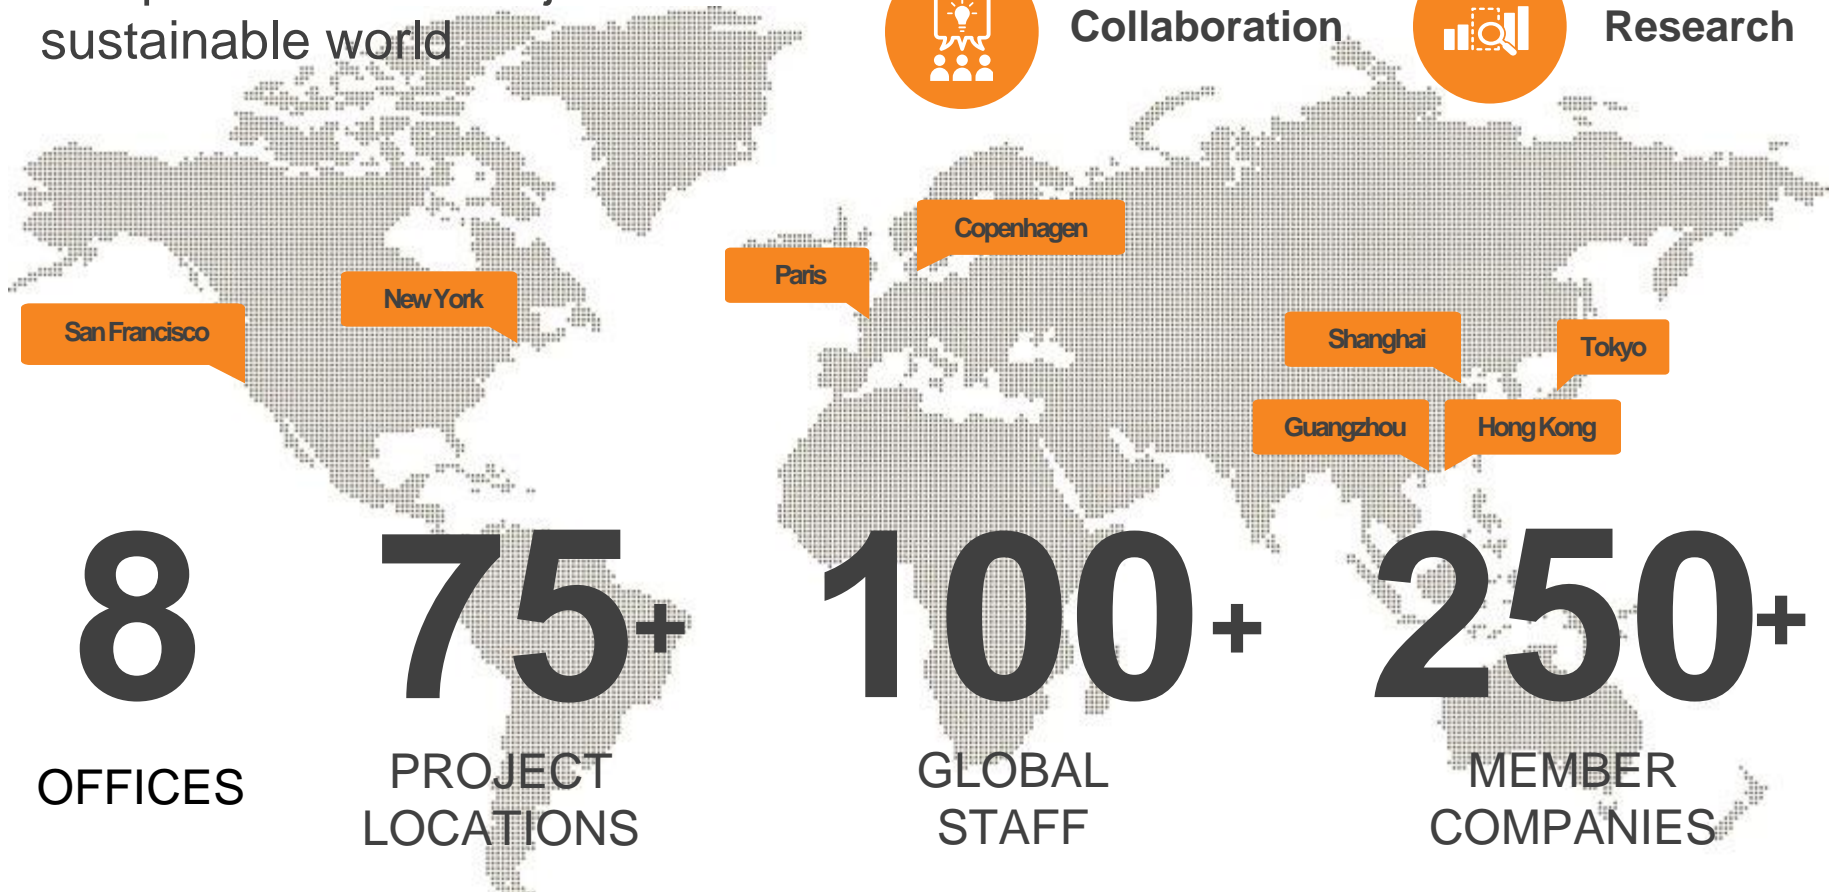 sustainable world
Collaboration
Research
Copenhagen
Paris
New York
San Francisco
Shanghai
Tokyo
Guangzhou
Hong Kong
8
75+
100+
250+
OFFICES
PROJECT
LOCATIONS
GLOBAL
STAFF
MEMBER
COMPANIES